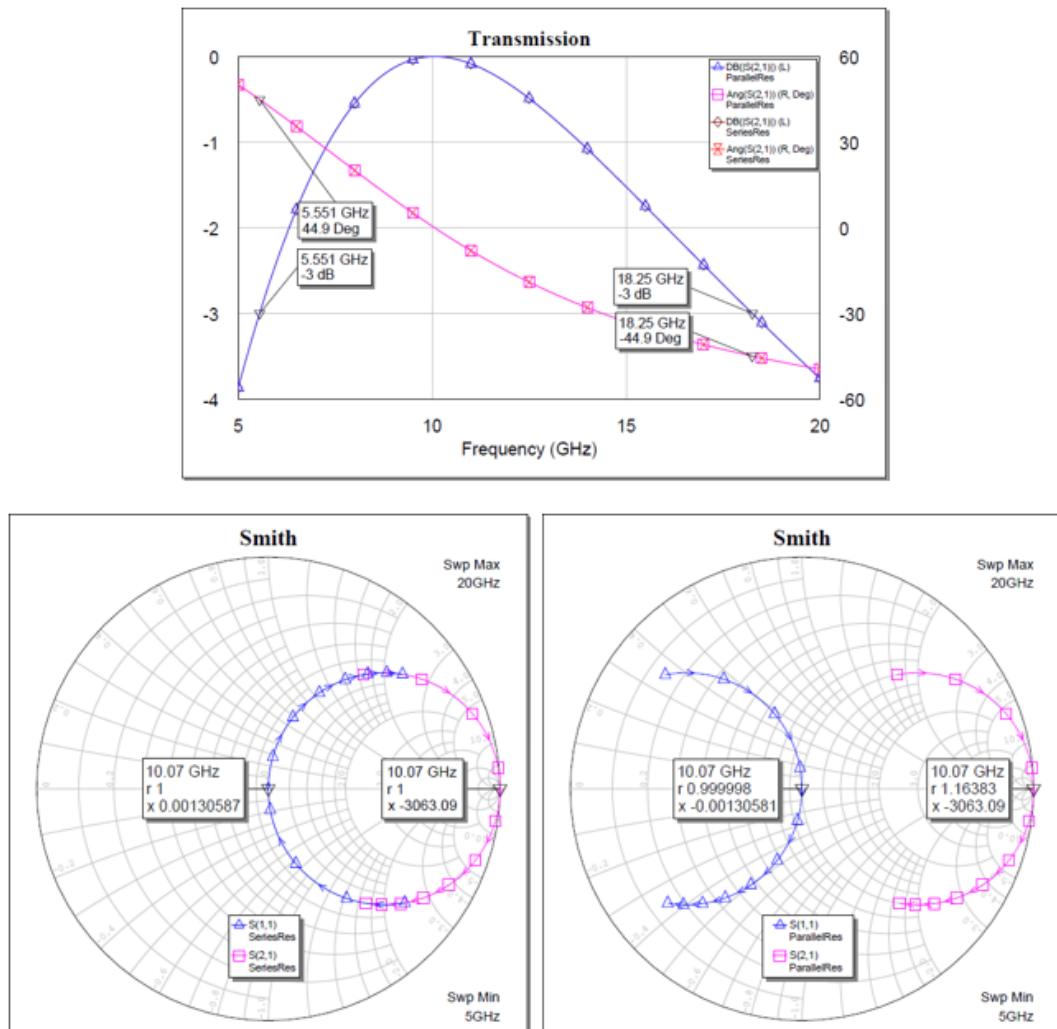 Transmission
0
-1
-2
-3
-4
60
30
0
-30
-60
5
10
15
20
Frequency (GHz)
DB(|S(2,1)|) (L)
ParallelRes
Ang(S(2,1)) (R, Deg)
ParallelRes
DB(|S(2,1)|) (L)
SeriesRes
Ang(S(2,1)) (R, Deg)
SeriesRes
5.551 GHz
44.9 Deg
5.551 GHz
-3 dB
18.25 GHz
-3 dB
18.25 GHz
-44.9 Deg
Smith
Swp Max
20GHz
10.07 GHz
r 1
x 0.00130587
10.07 GHz
r 1
x -3063.09
S(1,1)
SeriesRes
S(2,1)
SeriesRes
Swp Min
5GHz
Smith
Swp Max
20GHz
10.07 GHz
r 0.999998
x -0.00130581
10.07 GHz
r 1.16383
x -3063.09
S(1,1)
ParallelRes
S(2,1)
ParallelRes
Swp Min
5GHz